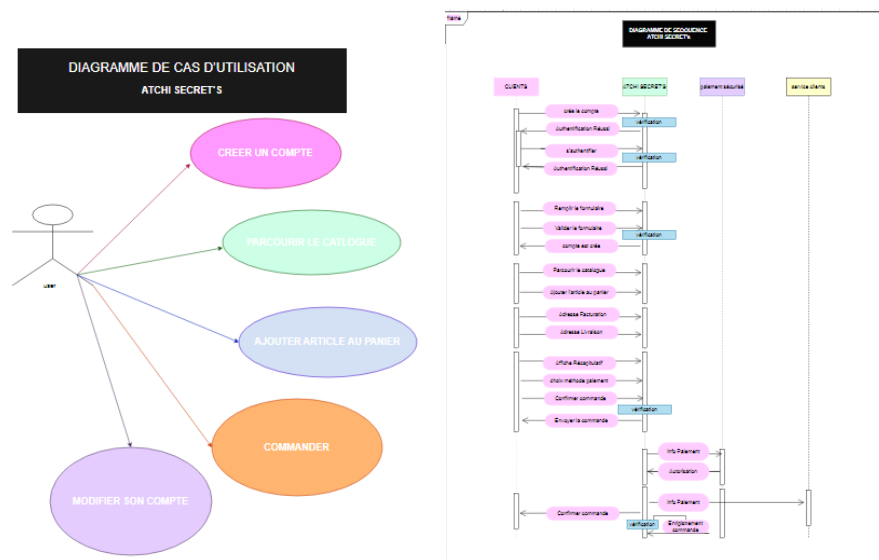 DIAGRAMME DE CAS D'UTILISATION
ATCHI SECRET'S
CREER UN COMPTE
PARCOURIR LE CATLOGUE
AJOUTER ARTICLE AU PANIER
COMMANDER
MODIFIER SON COMPTE
user
frame
DIAGRAMME DE SEQUENCE
ATCHI SECRET's
CLIENTS
ATCHI SECRET'S
paiement sécurisé
service clients
crée le compte
vérification
Authentification Réussi
s'authentifier
vérification
Authentification Réussi
Remplir le formulaire
Valider le formulaire
vérification
compte est crée
Parcourir le catalogue
Ajouter l'article au panier
Adresse Facturation
Adresse Livraison
Affiche Récapitulatif
choix méthode paiement
Confirmer commande
vérification
Envoyer la commande
Info Paiement
Autorisation
Info Paiement
Confirmer commande
vérification
commande